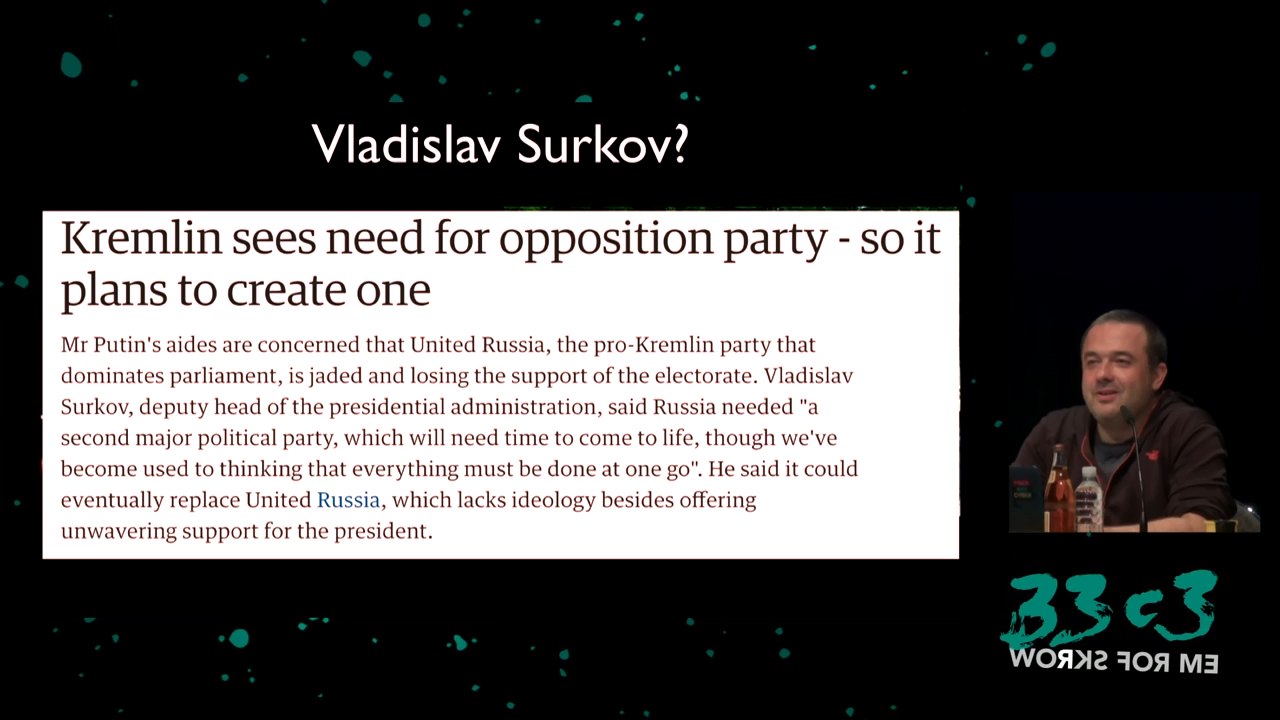 Vladislav Surkov?
Kremlin sees need for opposition party - so it
plans to create one
Mr Putin's aides are concerned that United Russia, the pro-Kremlin party that
dominates parliament, is jaded and losing the support of the electorate. Vladislav
Surkov, deputy head of the presidential administration, said Russia needed "a
second major political party, which will need time to come to life, though we've
become used to thinking that everything must be done at one go". He said it could
eventually replace United Russia, which lacks ideology besides offering
unwavering support for the president.
33c3
WORKS FOR ME